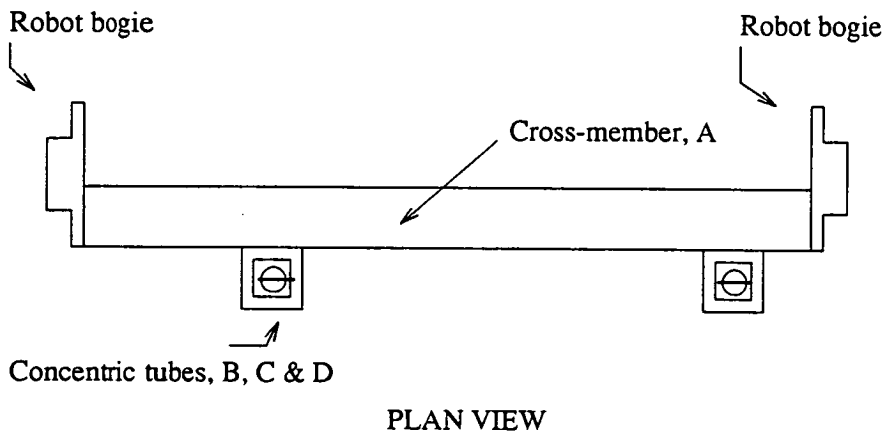 Robot bogie
Robot bogie
Cross-member, A
Concentric tubes, B, C & D
PLAN VIEW